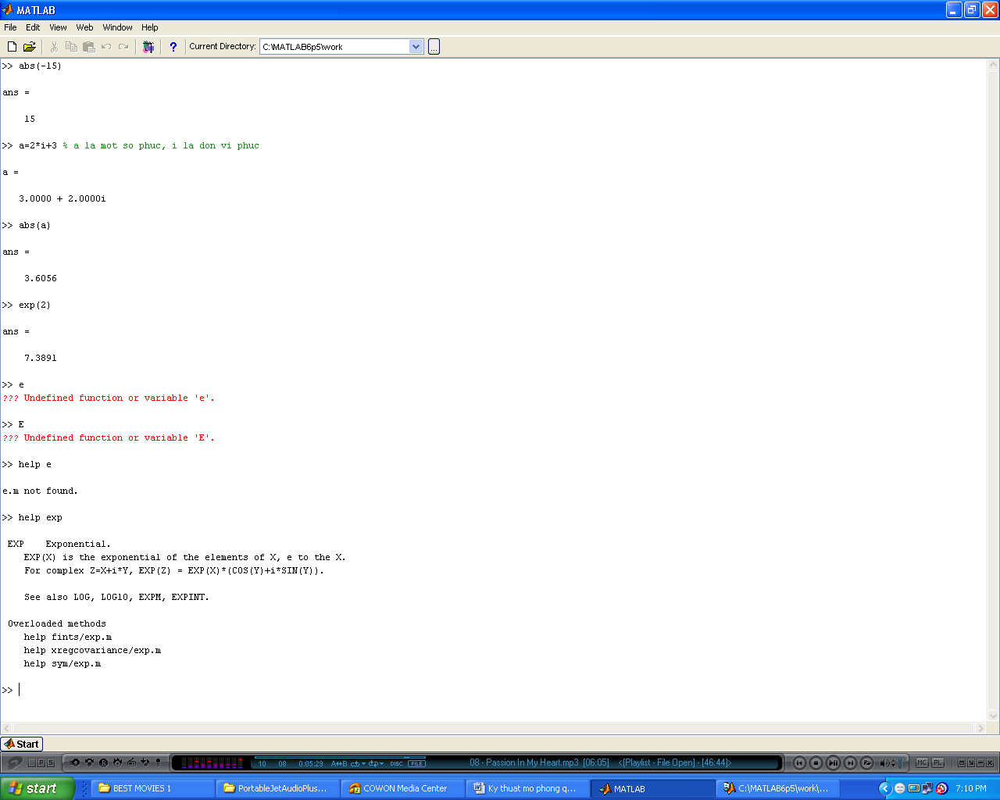 MATLAB
File Edit View Web Window Help
? Current Directory: C:\MATLAB6p5\work ...
>> abs(-15)
ans =
15
>> a=2*i+3 % a la mot so phuc, i la don vi phuc
a =
3.0000 + 2.0000i
>> abs(a)
ans =
3.6056
>> exp(2)
ans =
7.3891
>> e
??? Undefined function or variable 'e'.
>> E
??? Undefined function or variable 'E'.
>> help e
e.m not found.
>> help exp
EXP Exponential.
EXP(X) is the exponential of the elements of X, e to the X.
For complex Z=X+i*Y, EXP(Z) = EXP(X)*(COS(Y)+i*SIN(Y)).
See also LOG, LOG10, EXPM, EXPINT.
Overloaded methods
help fints/exp.m
help xregcovariance/exp.m
help sym/exp.m
>>
Start
P S 10 08 0:05:29 A↔B DISC FILE 08 - Passion In My Heart.mp3 [06:05] <[Playlist - File Open] - [46:44]> MC PL
start BEST MOVIES 1 PortableJetAudioPlus... COWON Media Center Ky thuat mo phong q... MATLAB C:\MATLAB6p5\work\... 7:10 PM